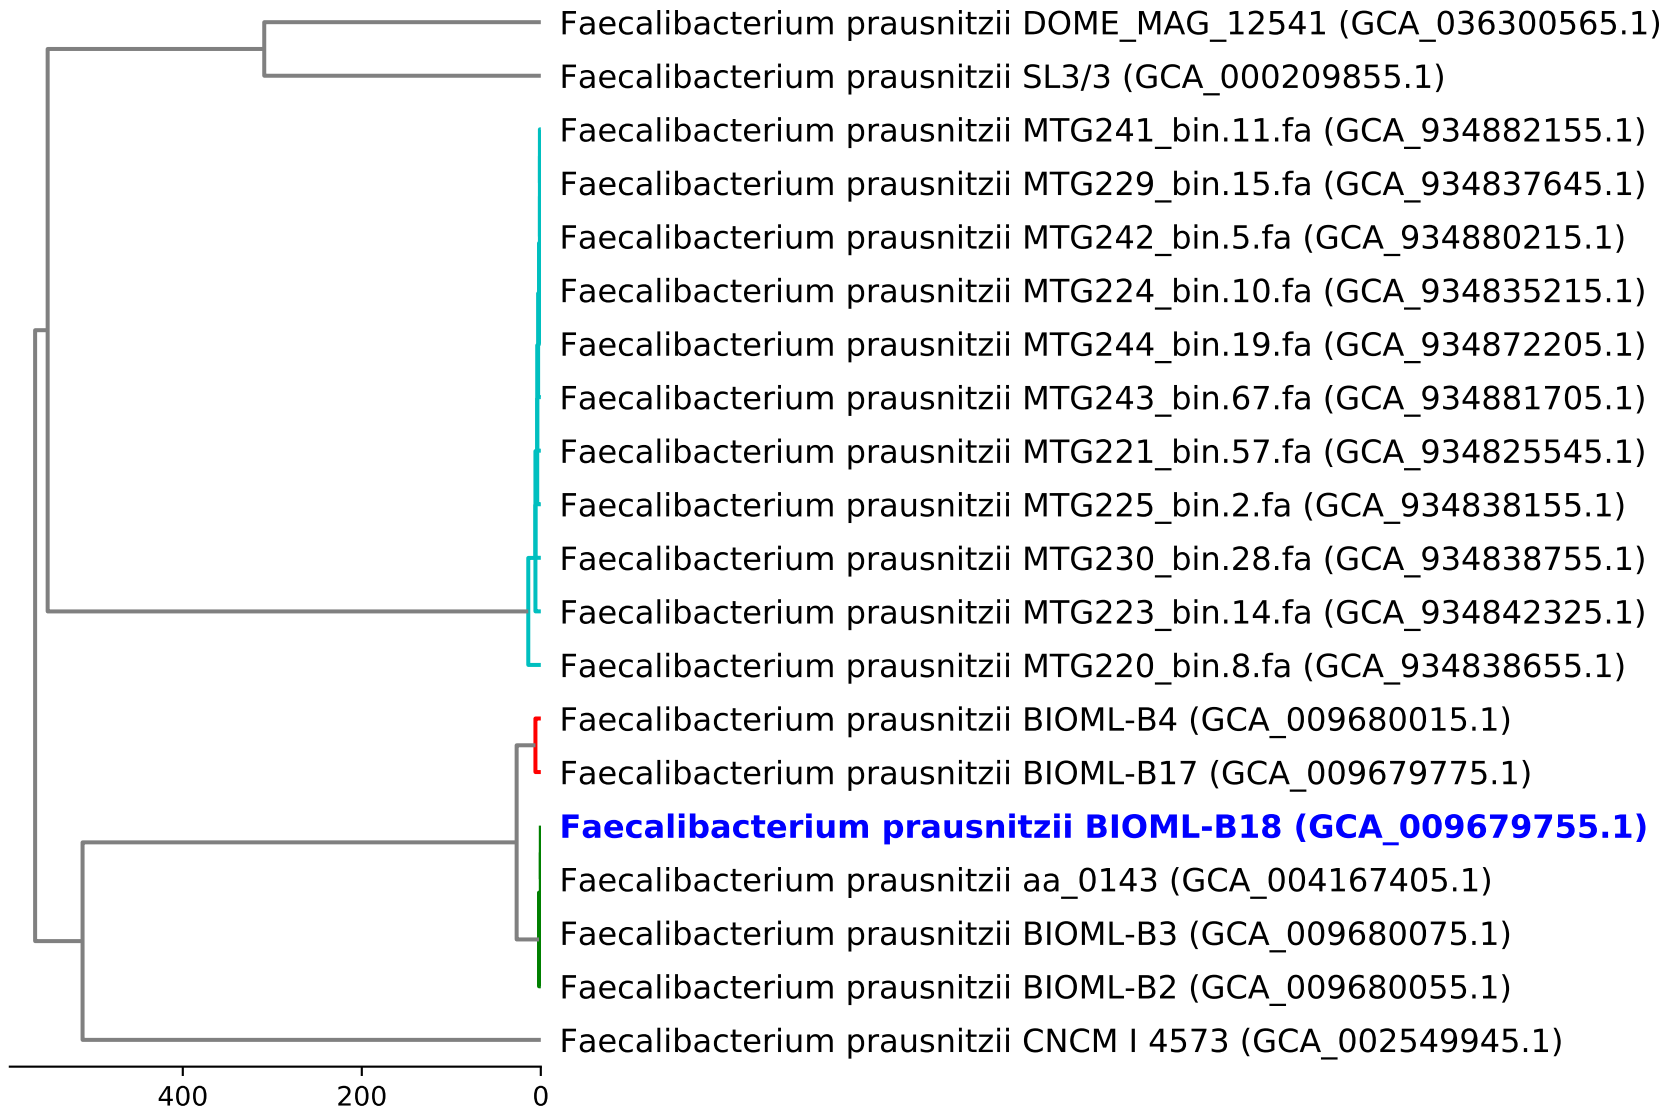 Faecalibacterium prausnitzii DOME_MAG_12541 (GCA_036300565.1)
Faecalibacterium prausnitzii SL3/3 (GCA_000209855.1)
Faecalibacterium prausnitzii MTG241_bin.11.fa (GCA_934882155.1)
Faecalibacterium prausnitzii MTG229_bin.15.fa (GCA_934837645.1)
Faecalibacterium prausnitzii MTG242_bin.5.fa (GCA_934880215.1)
Faecalibacterium prausnitzii MTG224_bin.10.fa (GCA_934835215.1)
Faecalibacterium prausnitzii MTG244_bin.19.fa (GCA_934872205.1)
Faecalibacterium prausnitzii MTG243_bin.67.fa (GCA_934881705.1)
Faecalibacterium prausnitzii MTG221_bin.57.fa (GCA_934825545.1)
Faecalibacterium prausnitzii MTG225_bin.2.fa (GCA_934838155.1)
Faecalibacterium prausnitzii MTG230_bin.28.fa (GCA_934838755.1)
Faecalibacterium prausnitzii MTG223_bin.14.fa (GCA_934842325.1)
Faecalibacterium prausnitzii MTG220_bin.8.fa (GCA_934838655.1)
Faecalibacterium prausnitzii BIOML-B4 (GCA_009680015.1)
Faecalibacterium prausnitzii BIOML-B17 (GCA_009679775.1)
Faecalibacterium prausnitzii BIOML-B18 (GCA_009679755.1)
Faecalibacterium prausnitzii aa_0143 (GCA_004167405.1)
Faecalibacterium prausnitzii BIOML-B3 (GCA_009680075.1)
Faecalibacterium prausnitzii BIOML-B2 (GCA_009680055.1)
Faecalibacterium prausnitzii CNCM I 4573 (GCA_002549945.1)
400 200 0